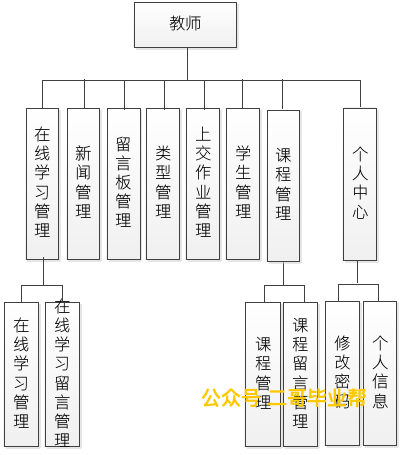 教师
在线学习管理
新闻管理
留言板管理
类型管理
上交作业管理
学生管理
课程管理
个人中心
在线学习管理
在线学习留言管理
课程管理
课程留言管理
修改密码
个人信息
公众号 二哥毕业帮